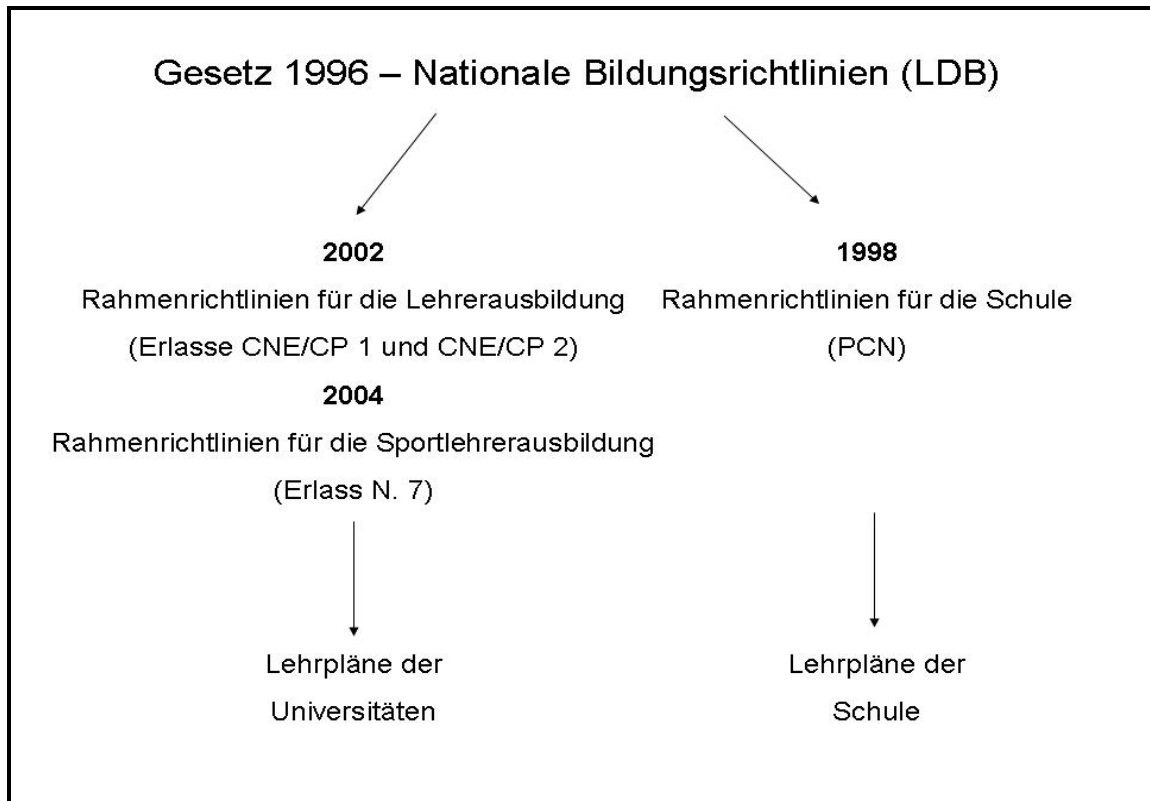 Gesetz 1996 – Nationale Bildungsrichtlinien (LDB)
2002
Rahmenrichtlinien für die Lehrerausbildung
(Erlasse CNE/CP 1 und CNE/CP 2)
2004
Rahmenrichtlinien für die Sportlehrerausbildung
(Erlass N. 7)
Lehrpläne der
Universitäten
1998
Rahmenrichtlinien für die Schule
(PCN)
Lehrpläne der
Schule